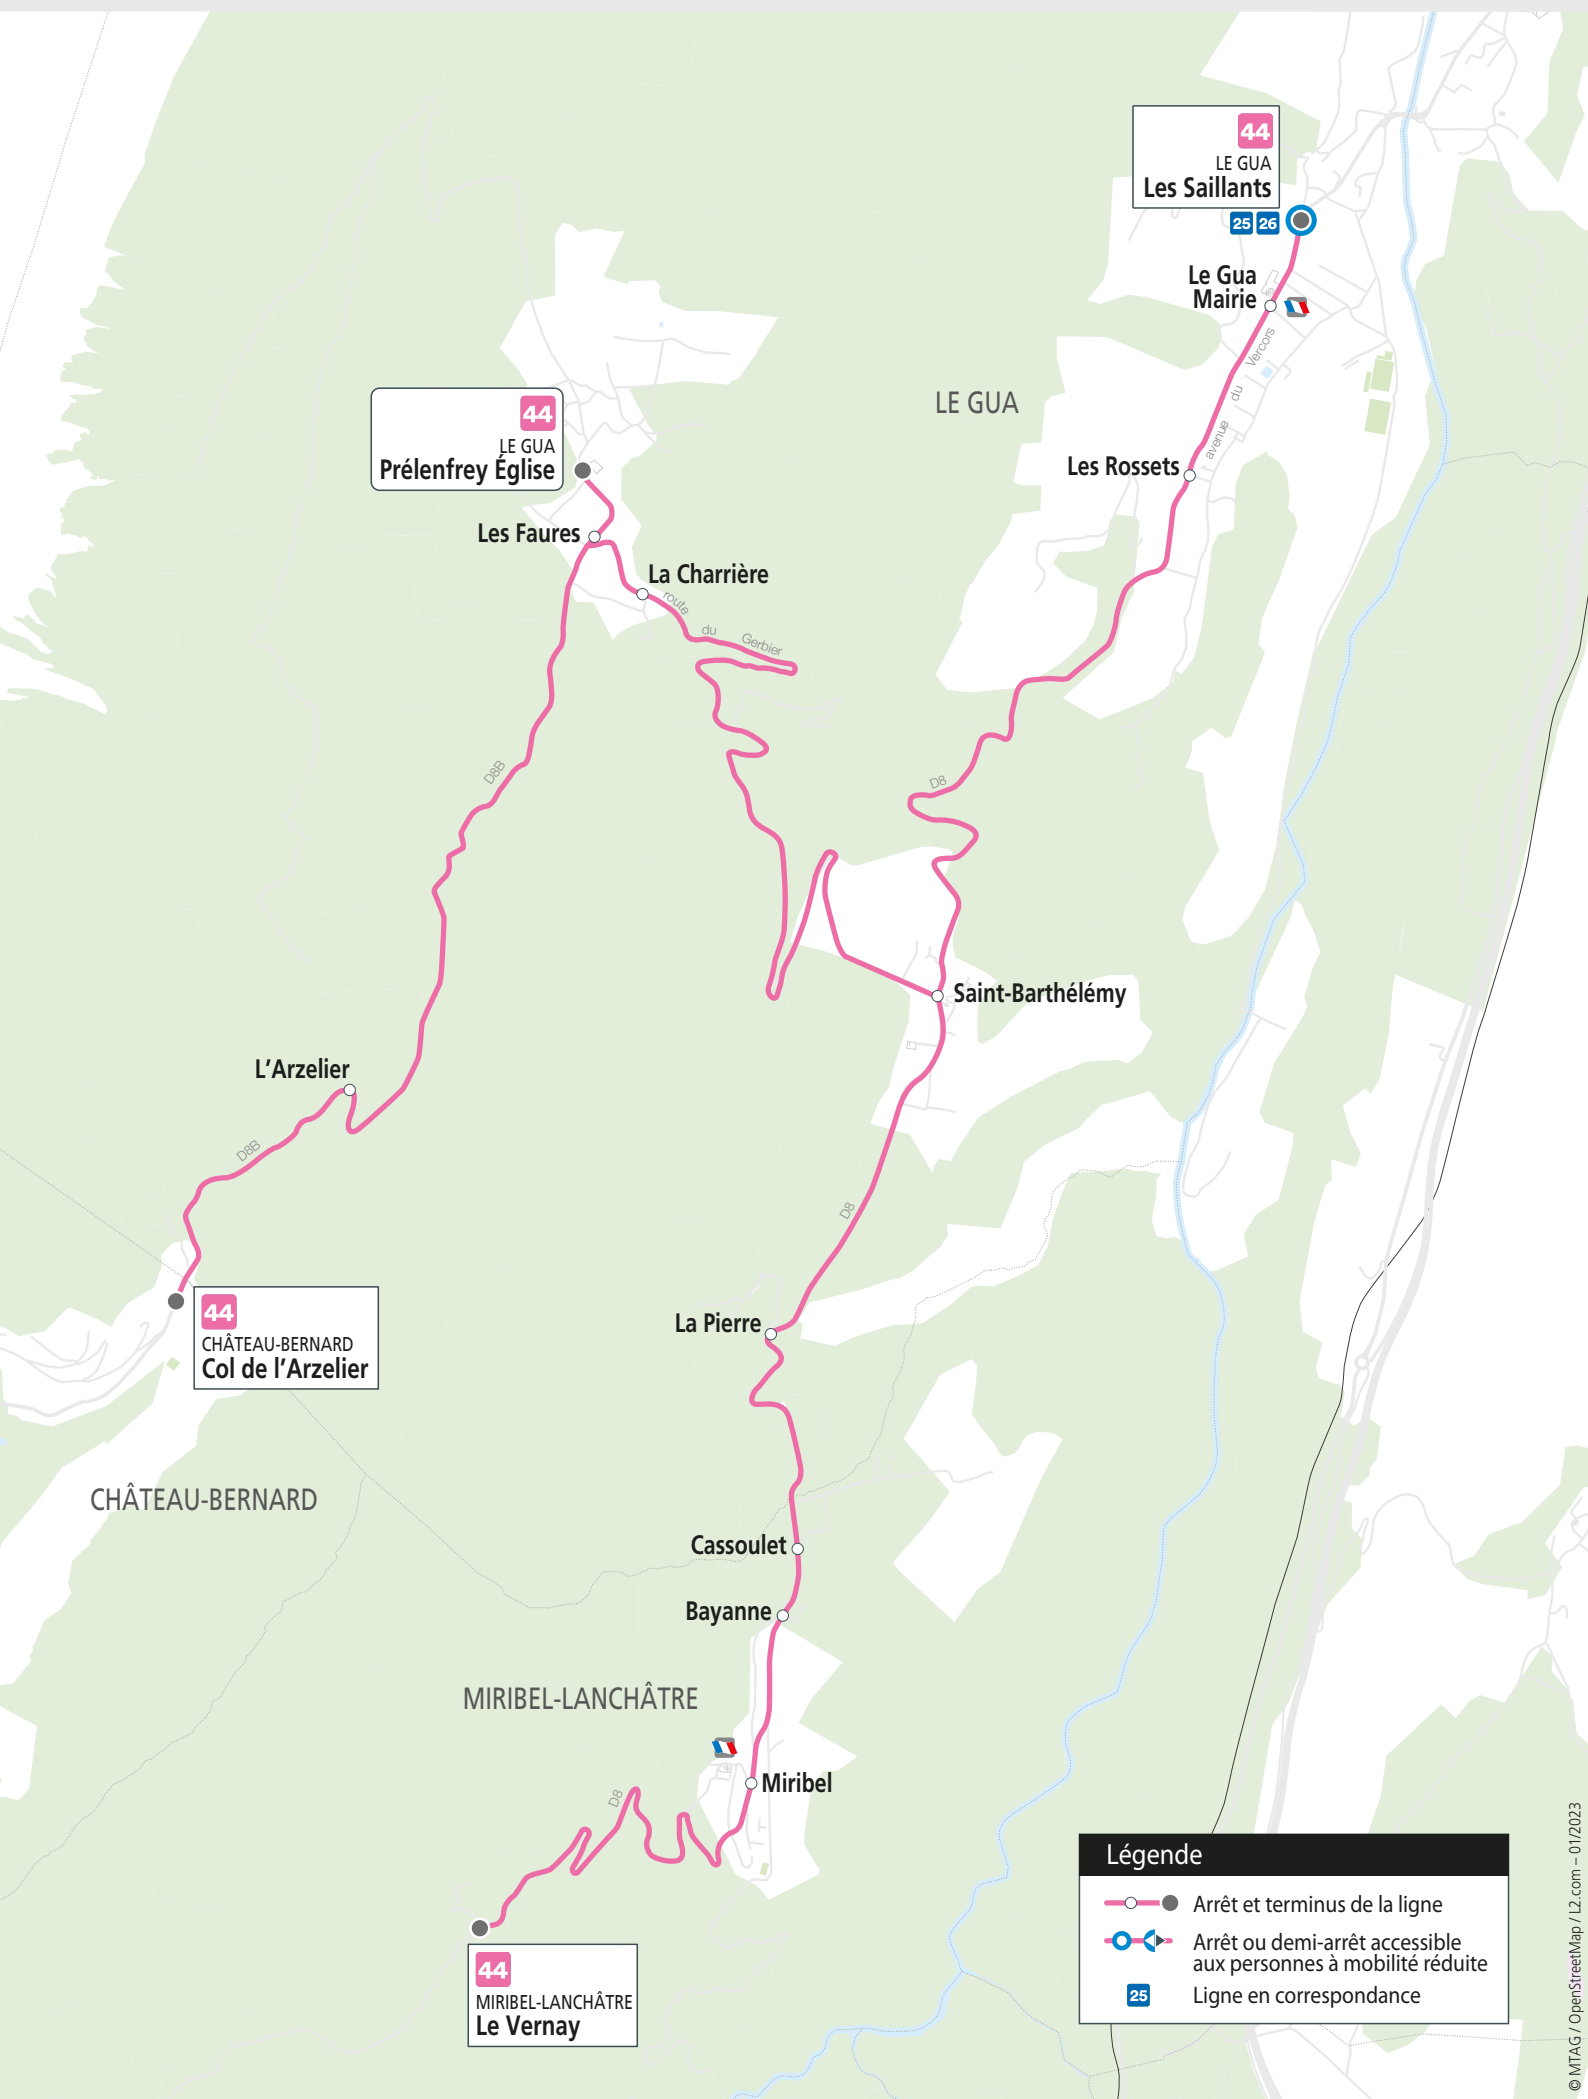 44
LE GUA
Les Saillants
25 26
Le Gua
Mairie
avenue du Vercors
LE GUA
44
LE GUA
Prélenfrey Église
Les Rossets
Les Faures
La Charrière
route du Gerbier
D8B
D8
Saint-Barthélémy
L'Arzelier
D8B
D8
44
CHÂTEAU-BERNARD
Col de l'Arzelier
La Pierre
CHÂTEAU-BERNARD
Cassoulet
Bayanne
MIRIBEL-LANCHÂTRE
Miribel
D8
44
MIRIBEL-LANCHÂTRE
Le Vernay
Légende
Arrêt et terminus de la ligne
Arrêt ou demi-arrêt accessible
aux personnes à mobilité réduite
25 Ligne en correspondance
© MTAG / OpenStreetMap / L2.com – 01/2023